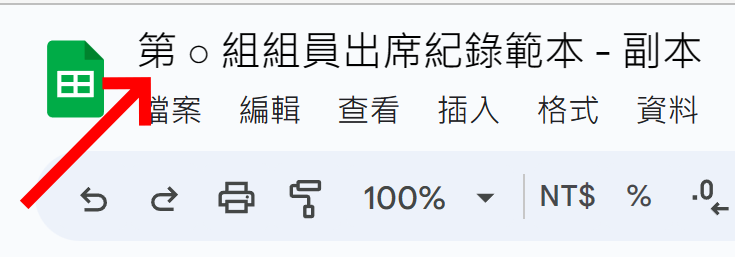 第 ○ 組組員出席紀錄範本 - 副本
檔案 編輯 查看 插入 格式 資料
100% NT$ % .0